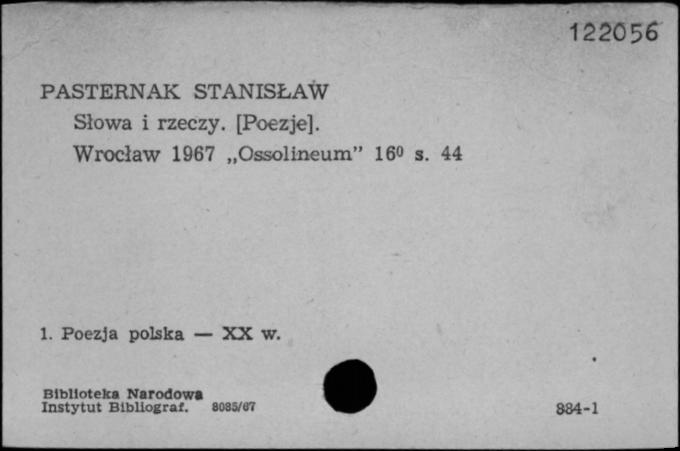 122056
PASTERNAK STANISŁAW
Słowa i rzeczy. [Poezje].
Wrocław 1967 „Ossolineum” 16⁰ s. 44
1. Poezja polska — XX w.
Biblioteka Narodowa
Instytut Bibliograf. 8085/67
884-1